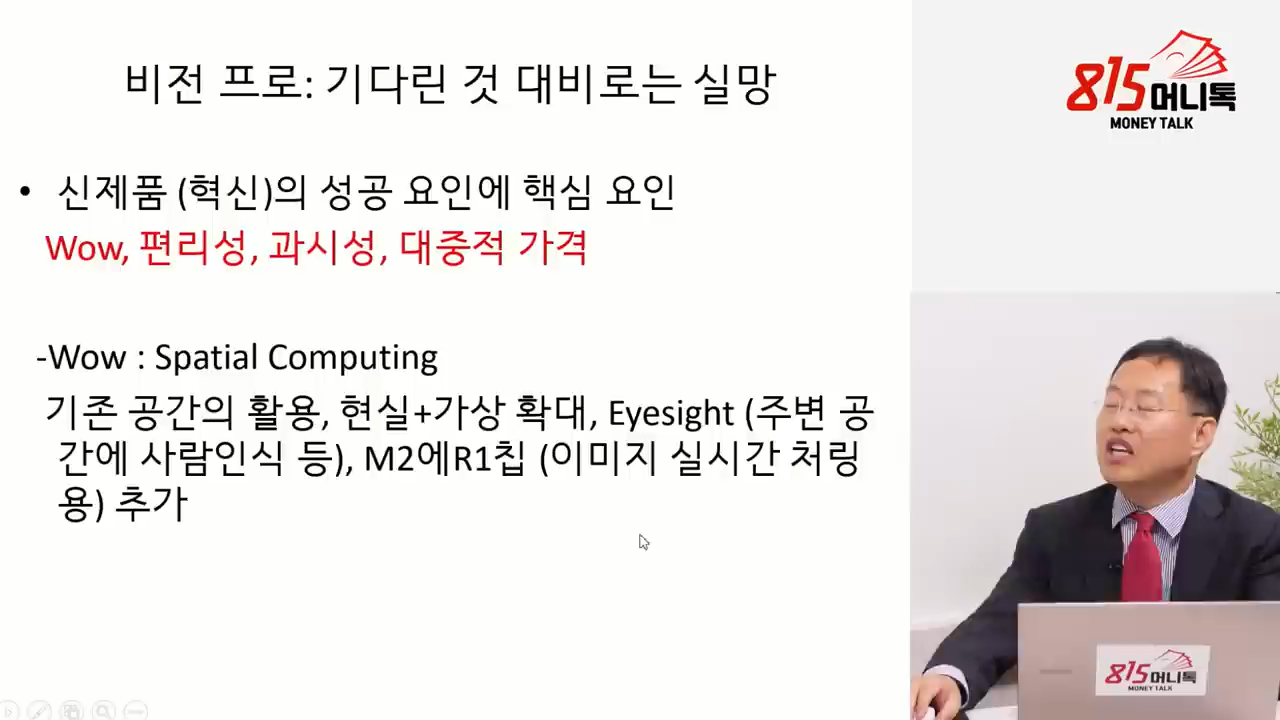 비전 프로: 기다린 것 대비로는 실망
• 신제품 (혁신)의 성공 요인에 핵심 요인
Wow, 편리성, 과시성, 대중적 가격
-Wow : Spatial Computing
기존 공간의 활용, 현실+가상 확대, Eyesight (주변 공
간에 사람인식 등), M2에R1칩 (이미지 실시간 처링
용) 추가
815머니톡
MONEY TALK
815머니톡
MONEY TALK